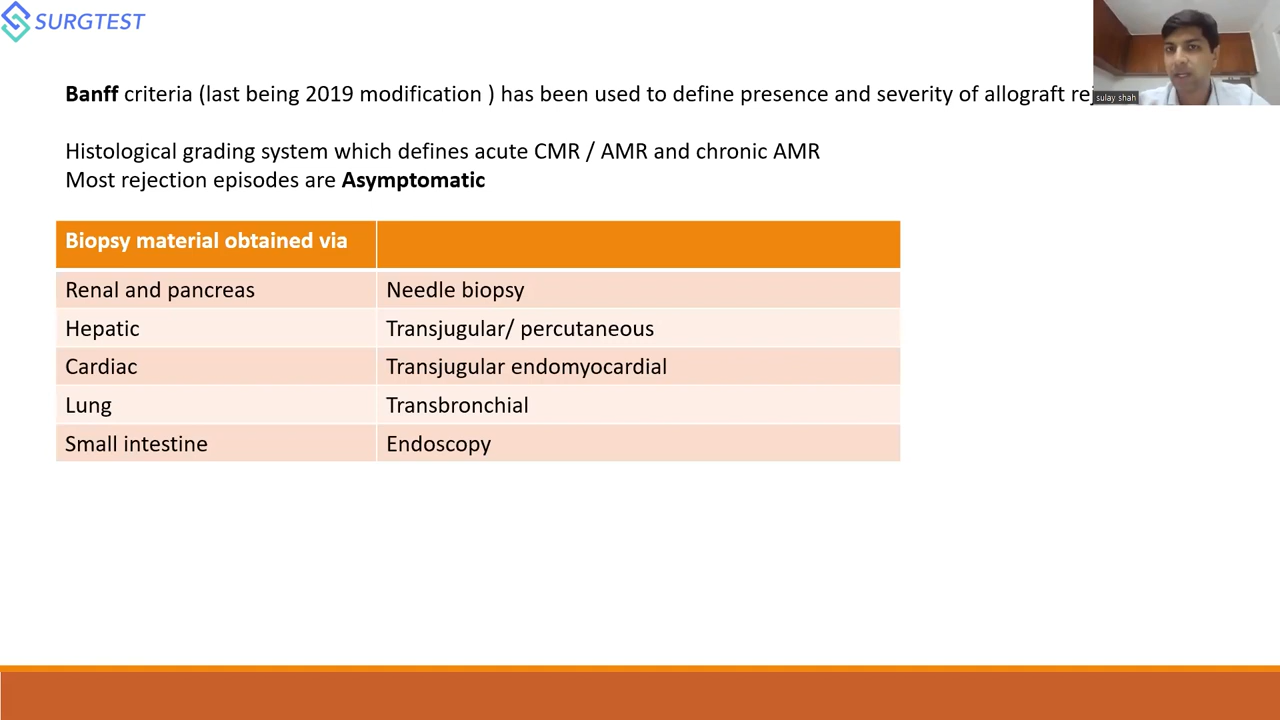 SURGTEST
Banff criteria (last being 2019 modification ) has been used to define presence and severity of allograft
sulay shah
Histological grading system which defines acute CMR / AMR and chronic AMR
Most rejection episodes are Asymptomatic
Biopsy material obtained via
Renal and pancreas Needle biopsy
Hepatic Transjugular/ percutaneous
Cardiac Transjugular endomyocardial
Lung Transbronchial
Small intestine Endoscopy